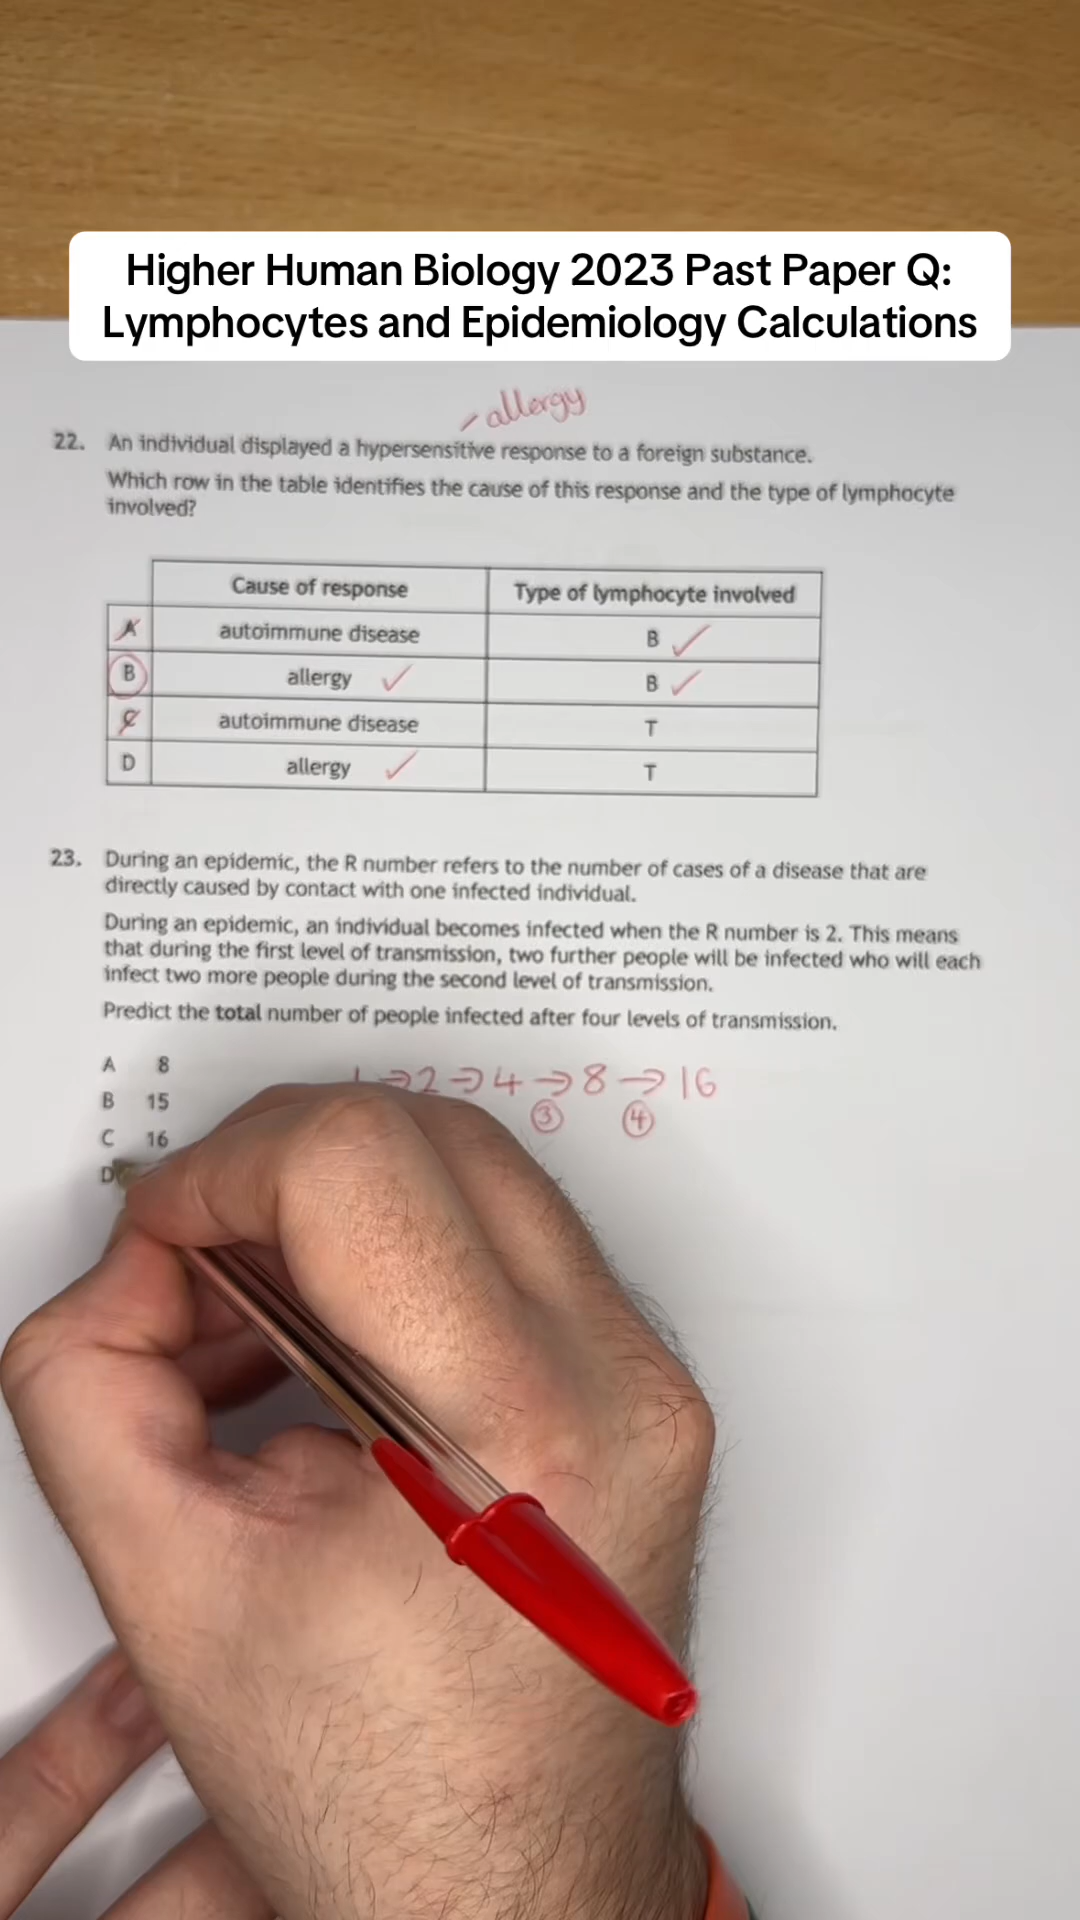 Higher Human Biology 2023 Past Paper Q:
Lymphocytes and Epidemiology Calculations
- allergy
22. An individual displayed a hypersensitive response to a foreign substance.
Which row in the table identifies the cause of this response and the type of lymphocyte
involved?
Cause of response Type of lymphocyte involved
A autoimmune disease B ✓
B allergy ✓ B ✓
C autoimmune disease T
D allergy ✓ T
23. During an epidemic, the R number refers to the number of cases of a disease that are
directly caused by contact with one infected individual.
During an epidemic, an individual becomes infected when the R number is 2. This means
that during the first level of transmission, two further people will be infected who will each
infect two more people during the second level of transmission.
Predict the total number of people infected after four levels of transmission.
A 8
1 → 2 → 4 → 8 → 16
B 15
③ ④
C 16
D